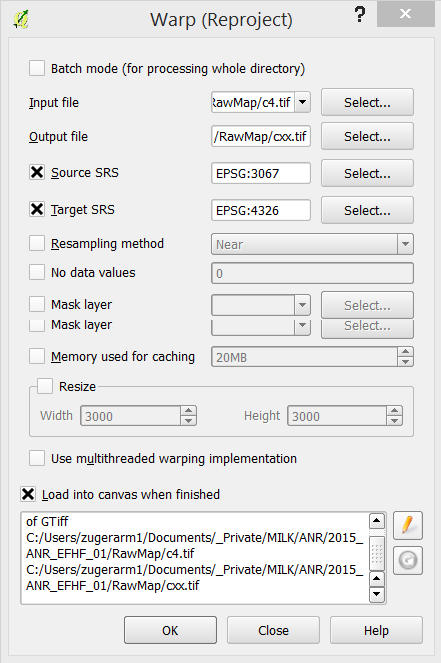 Warp (Reproject)
?
Batch mode (for processing whole directory)
Input file RawMap/c4.tif Select...
Output file /RawMap/cxx.tif Select...
Source SRS EPSG:3067 Select...
Target SRS EPSG:4326 Select...
Resampling method Near
No data values 0
Mask layer Select...
Mask layer Select...
Memory used for caching 20MB
Resize
Width 3000 Height 3000
Use multithreaded warping implementation
Load into canvas when finished
of GTiff
C:/Users/zugerarm1/Documents/_Private/MILK/ANR/2015_
ANR_EFHF_01/RawMap/c4.tif
C:/Users/zugerarm1/Documents/_Private/MILK/ANR/2015_
ANR_EFHF_01/RawMap/cxx.tif
OK Close Help